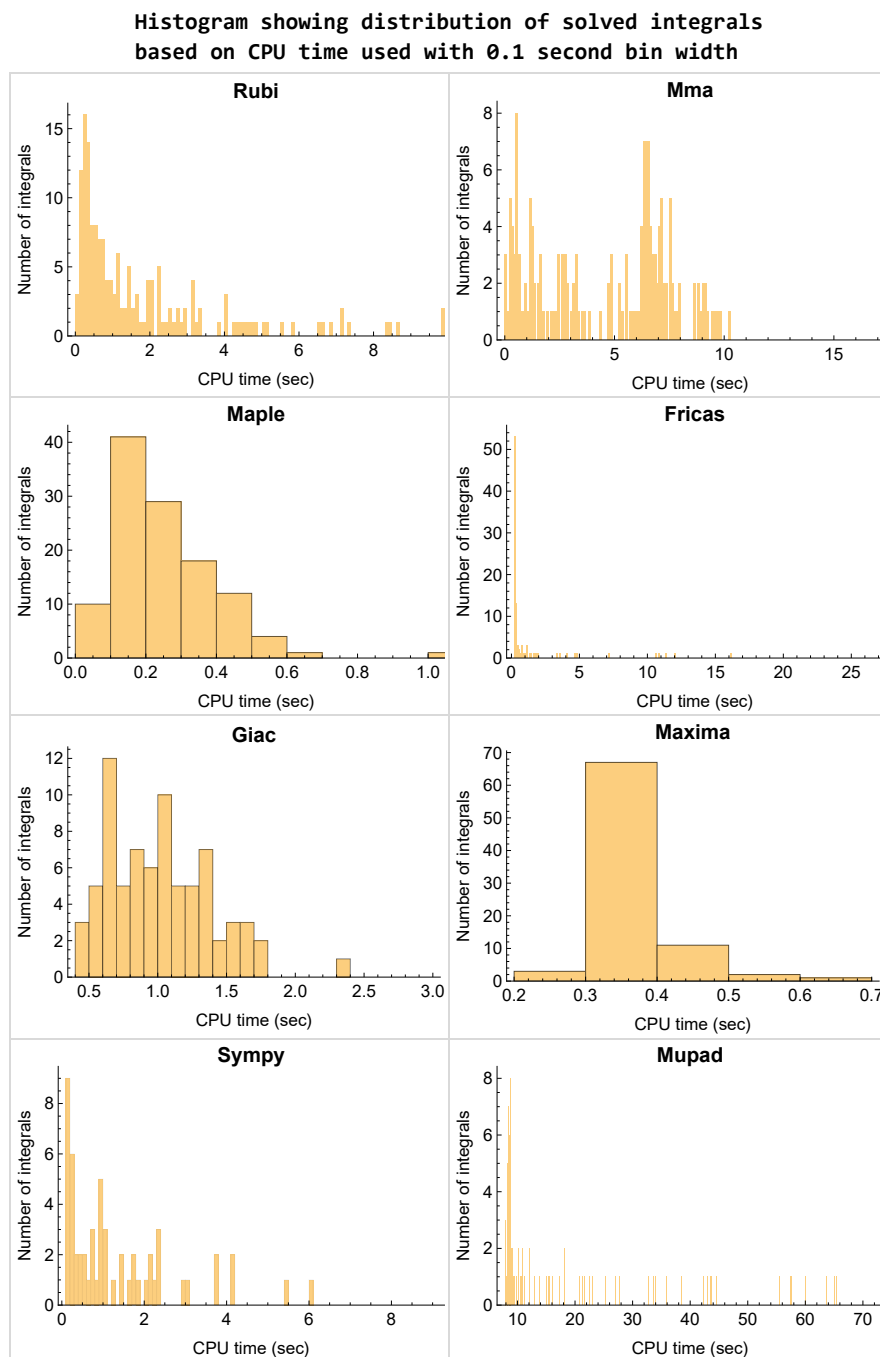 Histogram showing distribution of solved integrals
based on CPU time used with 0.1 second bin width
Rubi
Number of integrals
15
10
5
0
0 2 4 6 8
CPU time (sec)
Mma
Number of integrals
8
6
4
2
0
0 5 10 15
CPU time (sec)
Maple
Number of integrals
40
30
20
10
0
0.0 0.2 0.4 0.6 0.8 1.0
CPU time (sec)
Fricas
Number of integrals
50
40
30
20
10
0
0 5 10 15 20 25
CPU time (sec)
Giac
Number of integrals
12
10
8
6
4
2
0
0.5 1.0 1.5 2.0 2.5 3.0
CPU time (sec)
Maxima
Number of integrals
70
60
50
40
30
20
10
0
0.2 0.3 0.4 0.5 0.6 0.7
CPU time (sec)
Sympy
Number of integrals
8
6
4
2
0
0 2 4 6 8
CPU time (sec)
Mupad
Number of integrals
8
6
4
2
0
10 20 30 40 50 60 70
CPU time (sec)